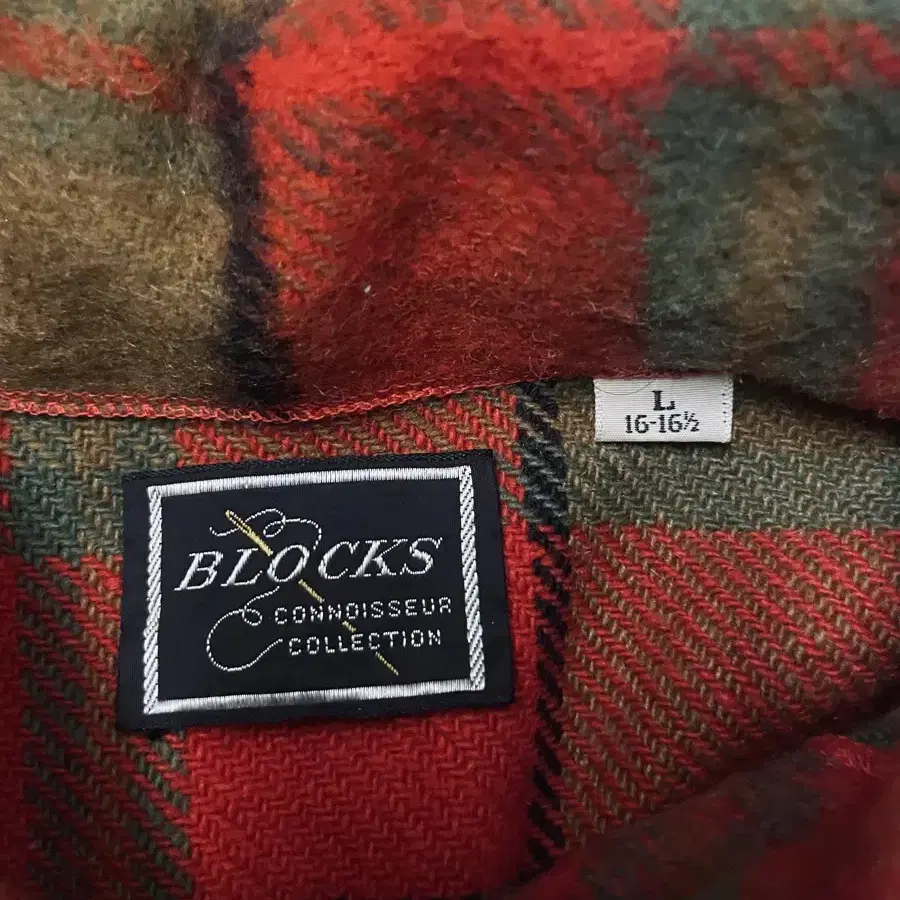 L
16-16½
BLOCKS
CONNOISSEUR
COLLECTION